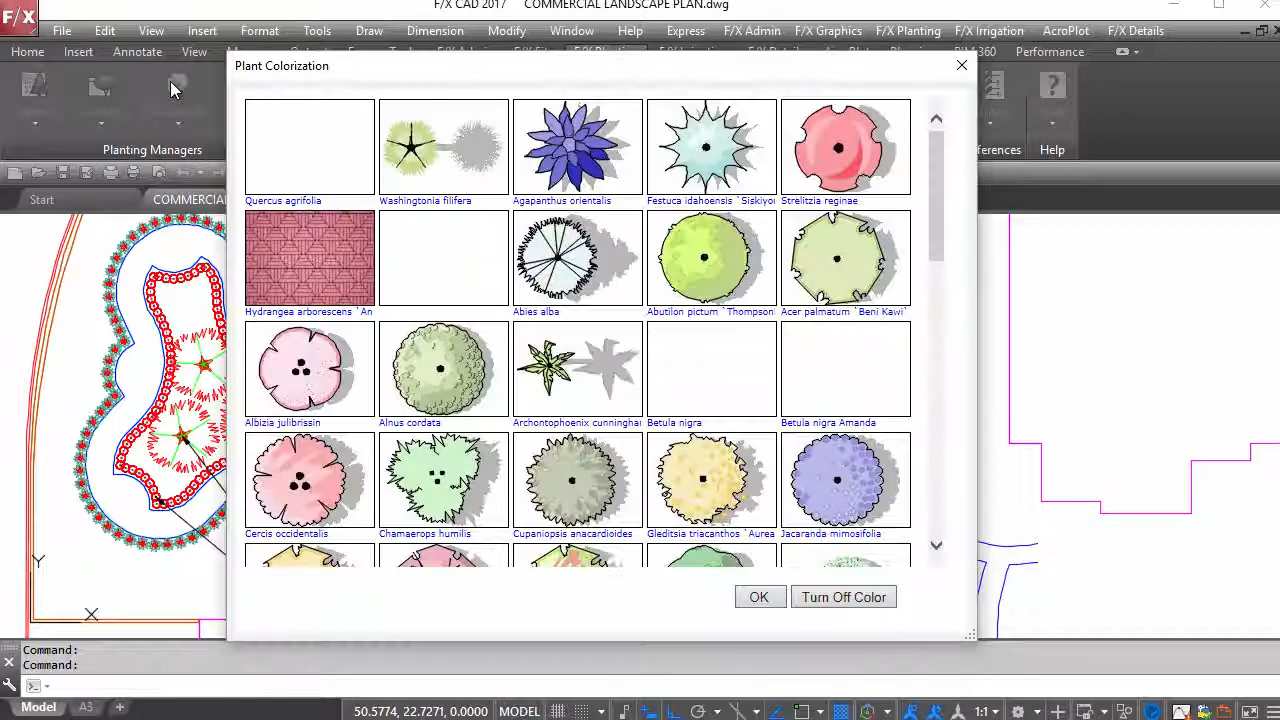 F/X CAD 2017 COMMERCIAL LANDSCAPE PLAN.dwg
F/X
File Edit View Insert Format Tools Draw Dimension Modify Window Help Express F/X Admin F/X Graphics F/X Planting F/X Irrigation AcroPlot F/X Details
Home Insert Annotate View 360 Performance
Plant Colorization
Planting Managers
Help
Start
COMMERCIAL
Quercus agrifolia
Washingtonia filifera
Agapanthus orientalis
Festuca idahoensis `Siskiyou
Strelitzia reginae
Hydrangea arborescens `An
Abies alba
Abutilon pictum `Thompson
Acer palmatum `Beni Kawi`
Albizia julibrissin
Alnus cordata
Archontophoenix cunningha
Betula nigra
Betula nigra Amanda
Cercis occidentalis
Chamaerops humilis
Cupaniopsis anacardioides
Gleditsia triacanthos `Aurea
Jacaranda mimosifolia
OK
Turn Off Color
Y
X
Command:
Command:
Model A3
50.5774, 22.7271, 0.0000 MODEL
1:1